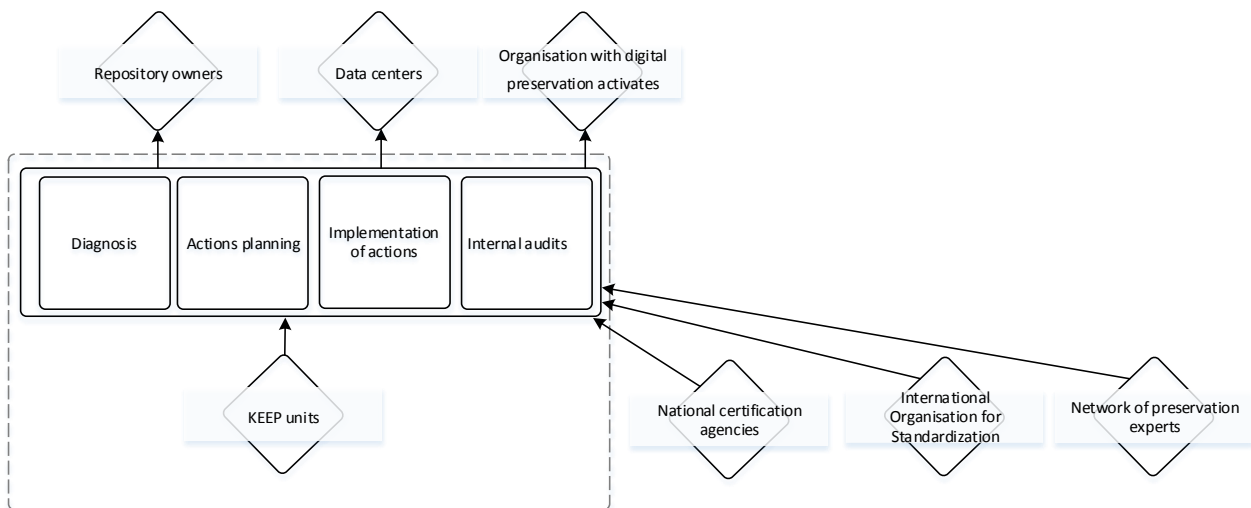 Repository owners
Data centers
Organisation with digital
preservation activates
Diagnosis
Actions planning
Implementation
of actions
Internal audits
KEEP units
National certification
agencies
International
Organisation for
Standardization
Network of preservation
experts